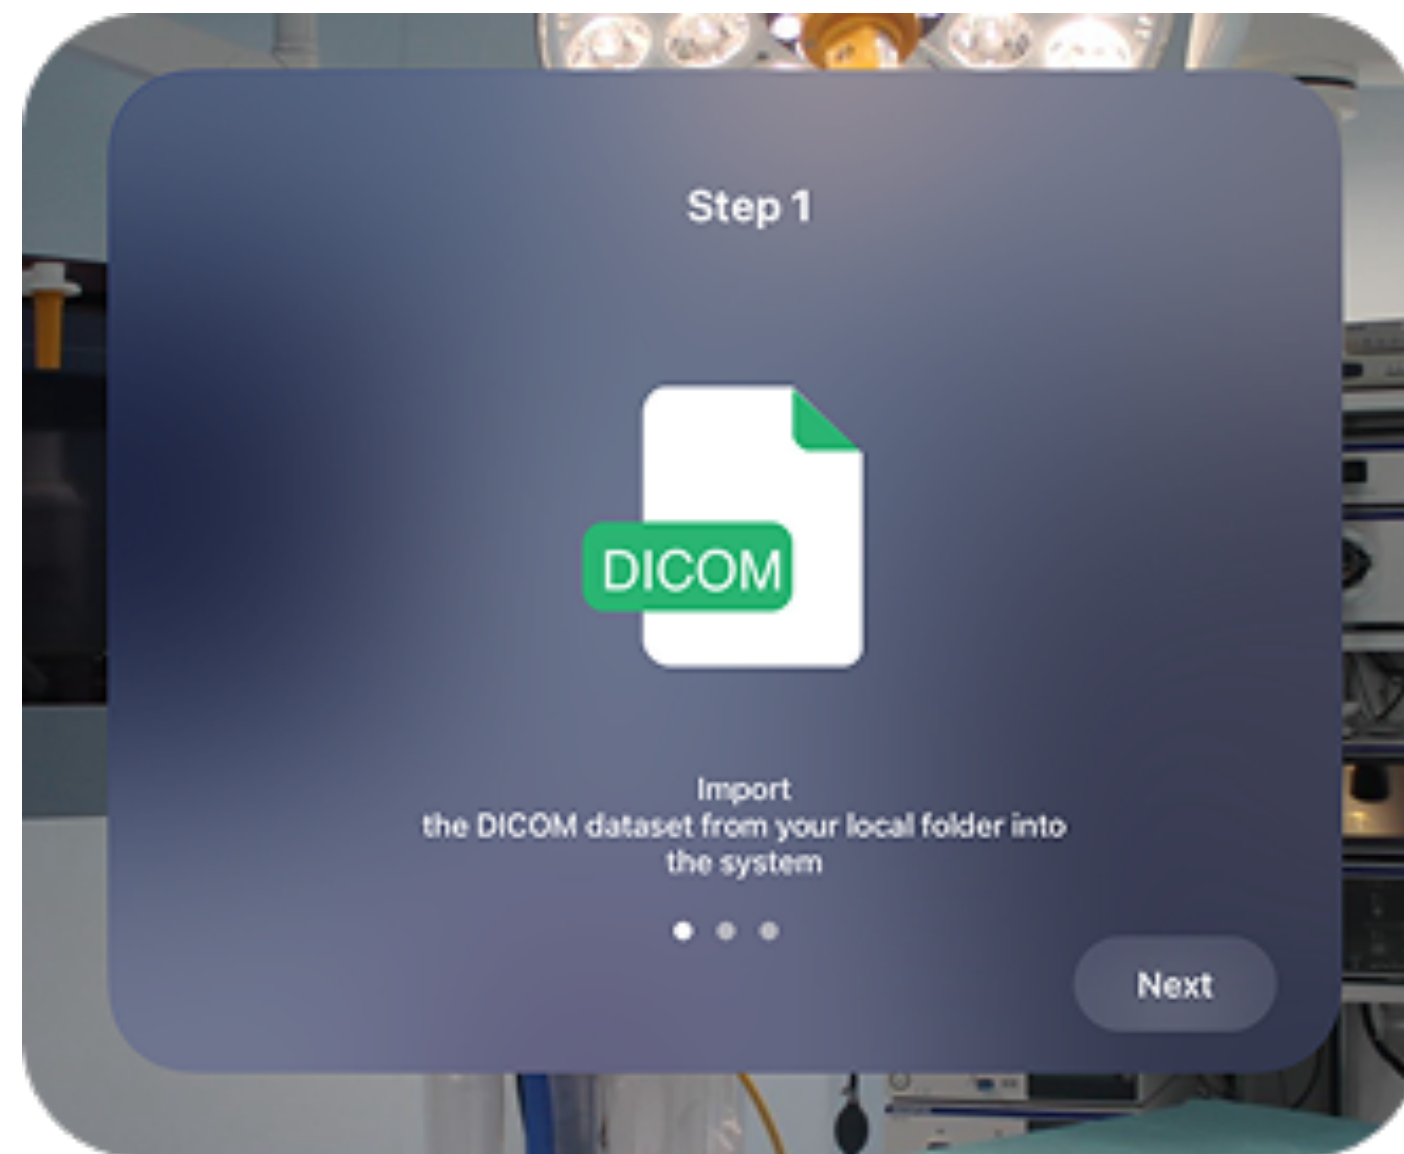 Step 1
DICOM
Import
the DICOM dataset from your local folder into
the system
Next